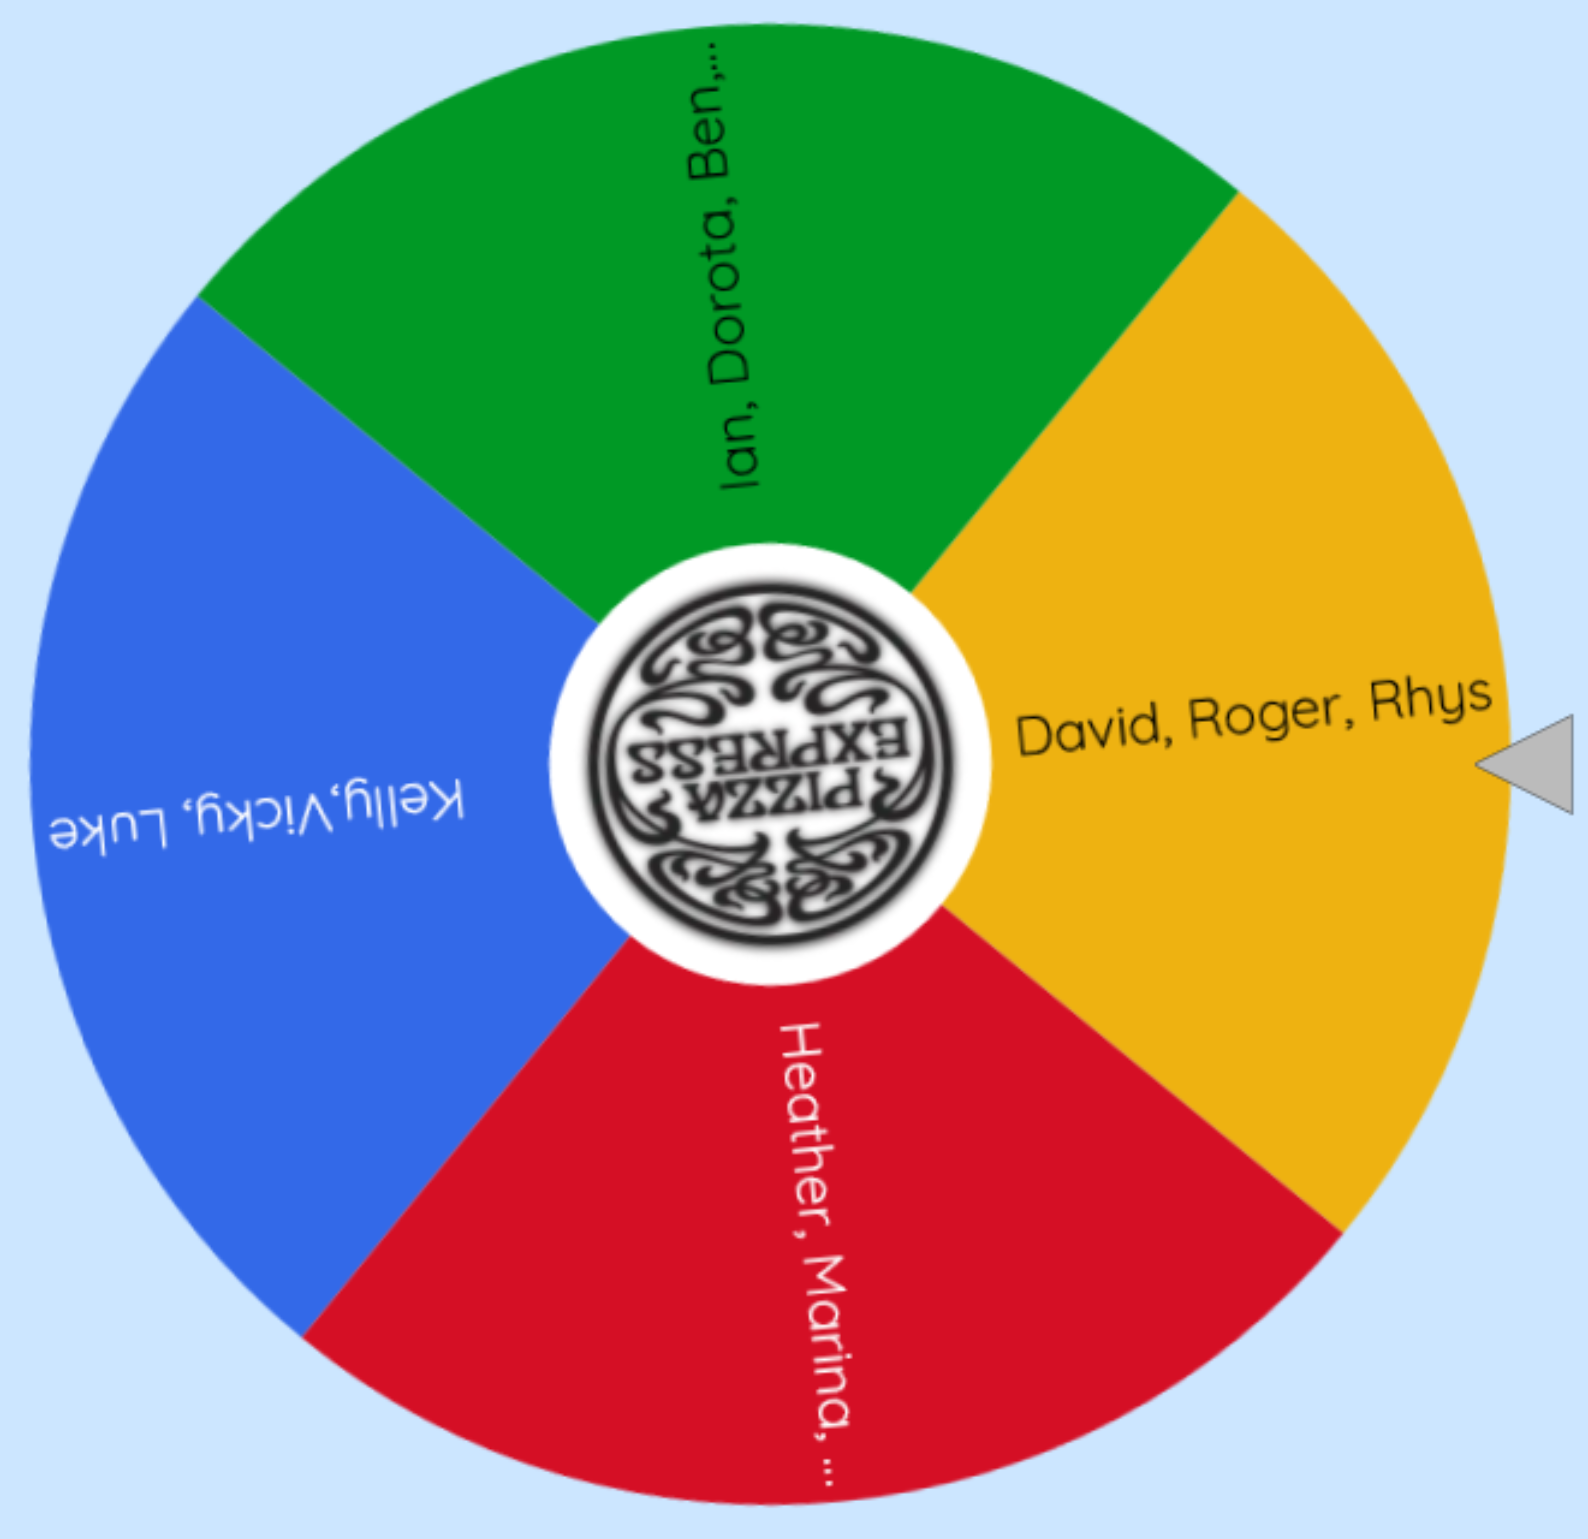 Ian, Dorota, Ben,...
David, Roger, Rhys
PIZZA
EXPRESS
Kelly,Vicky, Luke
Heather, Marina, ...